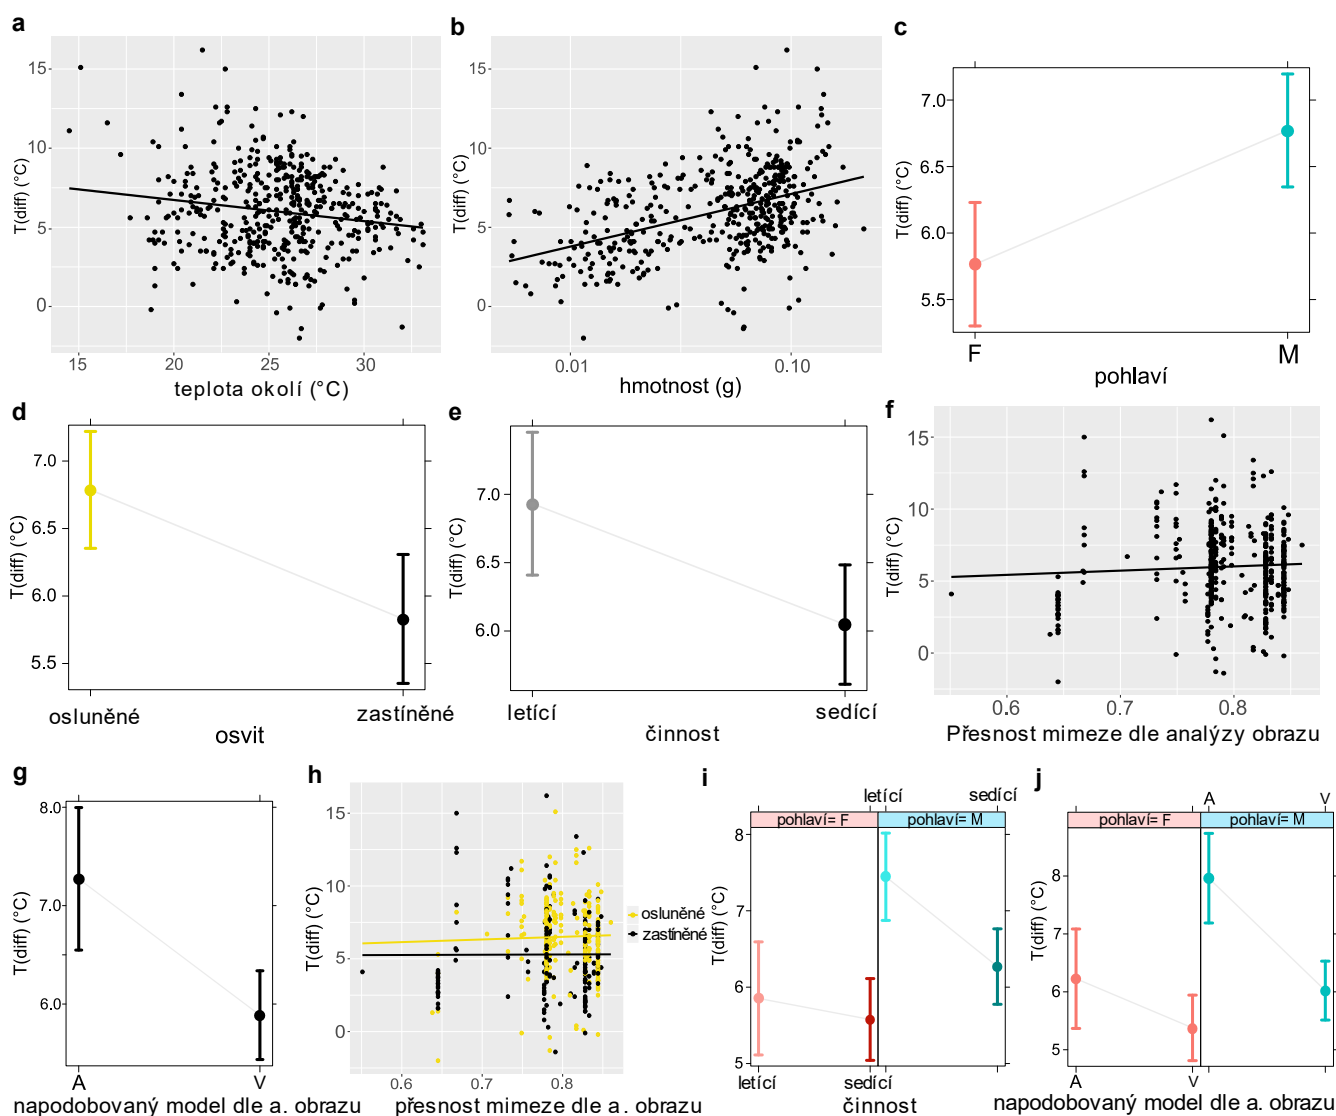 a
15
10
5
0
T(diff) (°C)
15
20
25
30
teplota okolí (°C)
b
15
10
5
0
T(diff) (°C)
0.01
0.10
hmotnost (g)
c
7.0
6.5
6.0
5.5
T(diff) (°C)
F
M
pohlaví
d
7.0
6.5
6.0
5.5
T(diff) (°C)
osluněné
zastíněné
osvit
e
7.0
6.5
6.0
T(diff) (°C)
letící
sedící
činnost
f
15
10
5
0
T(diff) (°C)
0.6
0.7
0.8
Přesnost mimeze dle analýzy obrazu
g
8.0
7.0
6.0
T(diff) (°C)
A
V
napodobovaný model dle a. obrazu
h
15
10
5
0
T(diff) (°C)
0.6
0.7
0.8
přesnost mimeze dle a. obrazu
osluněné
zastíněné
i
letící
sedící
pohlaví= F
pohlaví= M
8
7
6
5
T(diff) (°C)
letící
sedící
činnost
j
A
V
pohlaví= F
pohlaví= M
8
7
6
5
T(diff) (°C)
A
V
napodobovaný model dle a. obrazu